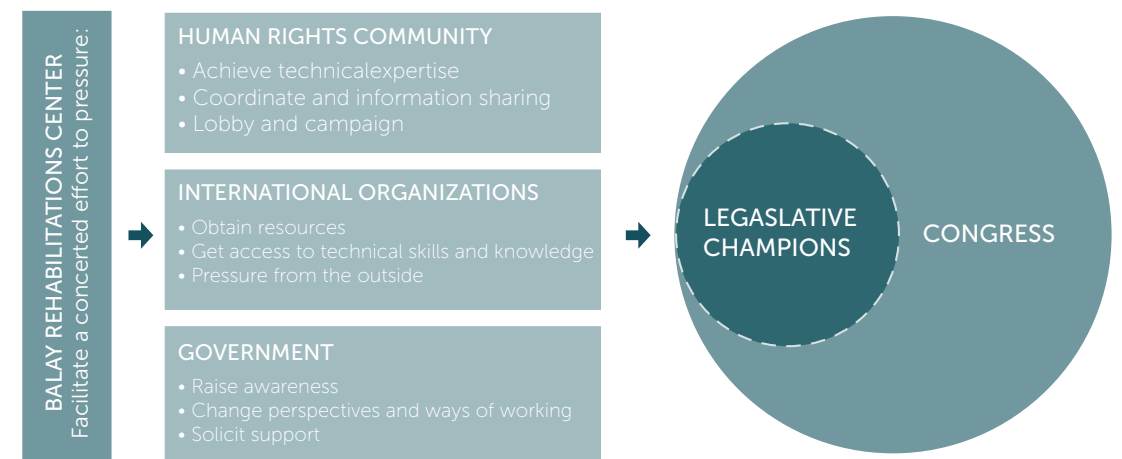 BALAY REHABILITATIONS CENTER
Facilitate a concerted effort to pressure:
HUMAN RIGHTS COMMUNITY
• Achieve technicalexpertise
• Coordinate and information sharing
• Lobby and campaign
INTERNATIONAL ORGANIZATIONS
• Obtain resources
• Get access to technical skills and knowledge
• Pressure from the outside
GOVERNMENT
• Raise awareness
• Change perspectives and ways of working
• Solicit support
LEGASLATIVE
CHAMPIONS
CONGRESS